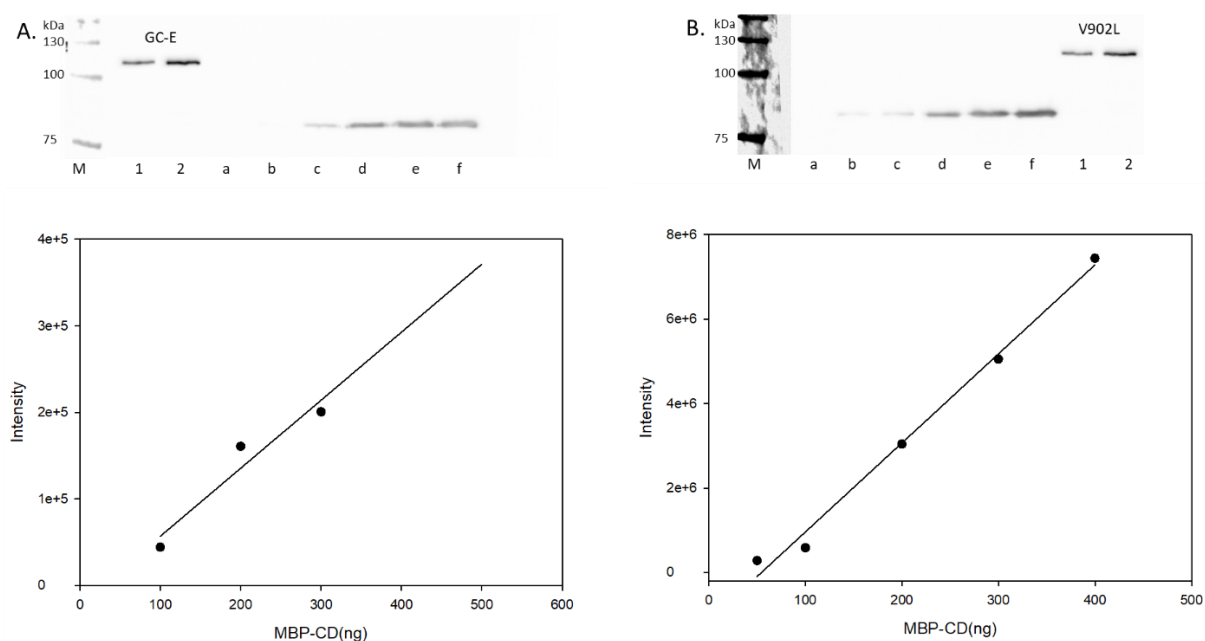 A.
kDa
GC-E
130
100
75
M 1 2 a b c d e f
4e+5
3e+5
2e+5
1e+5
0
Intensity
0 100 200 300 400 500 600
MBP-CD(ng)
B.
kDa
V902L
130
100
75
M a b c d e f 1 2
8e+6
6e+6
4e+6
2e+6
0
Intensity
0 100 200 300 400 500
MBP-CD(ng)